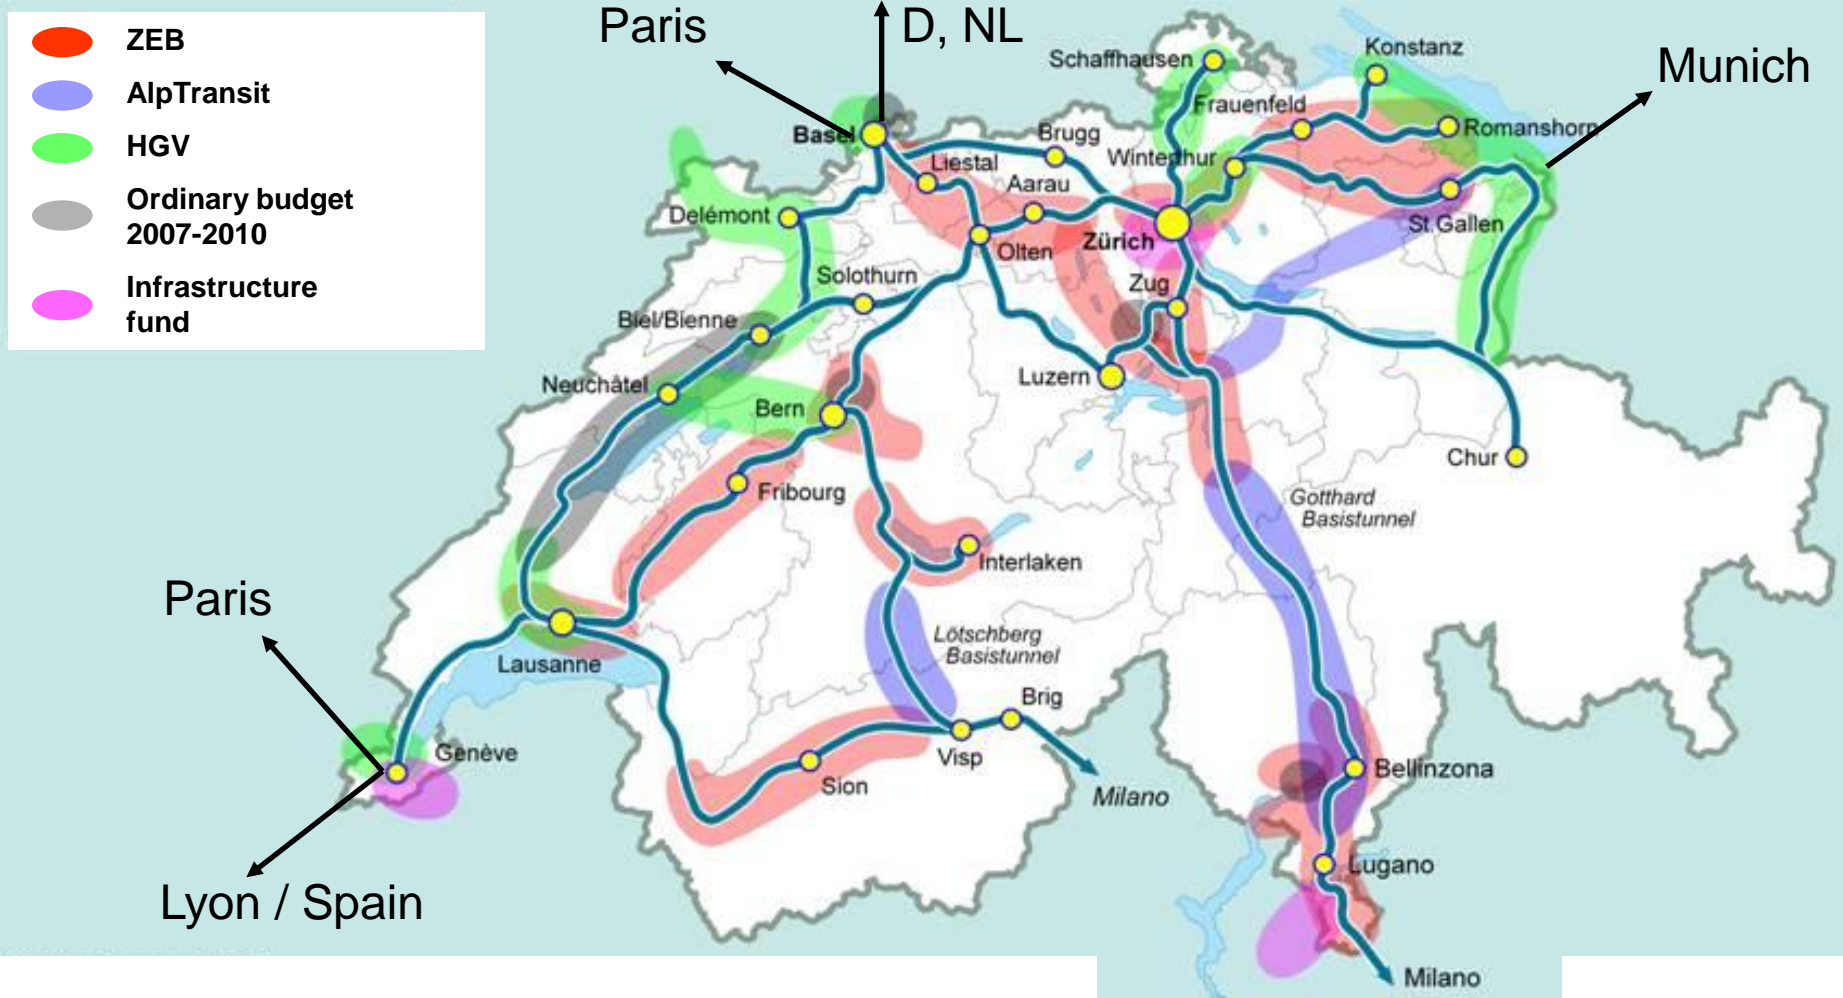 ZEB
AlpTransit
HGV
Ordinary budget
2007-2010
Infrastructure
fund
Paris
D, NL
Munich
Schaffhausen
Konstanz
Frauenfeld
Romanshorn
Basel
Brugg
Winterthur
Liestal
Aarau
Delémont
St.Gallen
Olten
Zürich
Solothurn
Zug
Biel/Bienne
Luzern
Neuchâtel
Bern
Chur
Fribourg
Gotthard
Basistunnel
Interlaken
Paris
Lötschberg
Basistunnel
Lausanne
Brig
Genève
Visp
Sion
Bellinzona
Milano
Lugano
Lyon / Spain
Milano